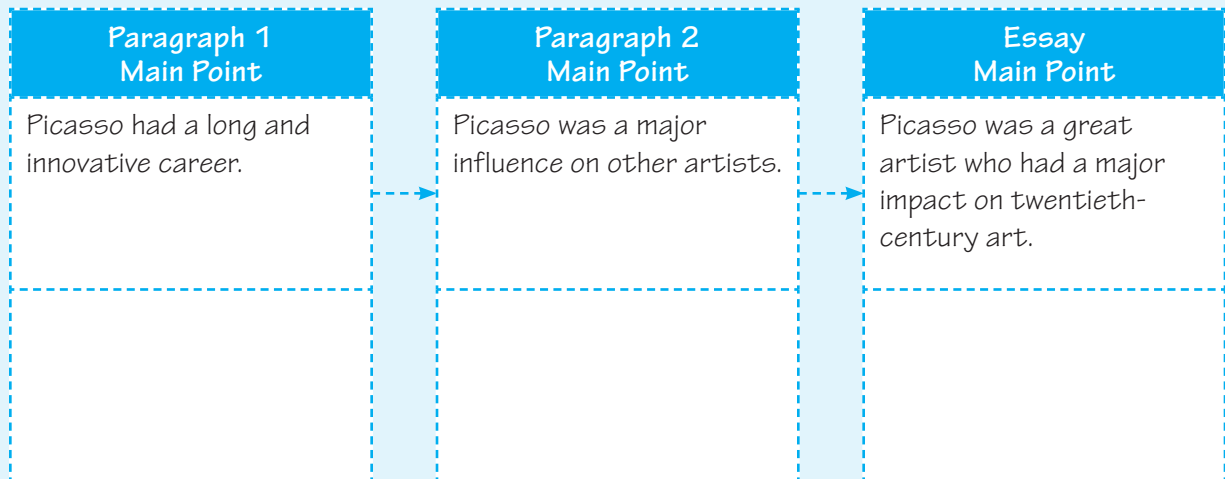 Paragraph 1
Main Point
Picasso had a long and
innovative career.
Paragraph 2
Main Point
Picasso was a major
influence on other artists.
Essay
Main Point
Picasso was a great
artist who had a major
impact on twentieth-
century art.